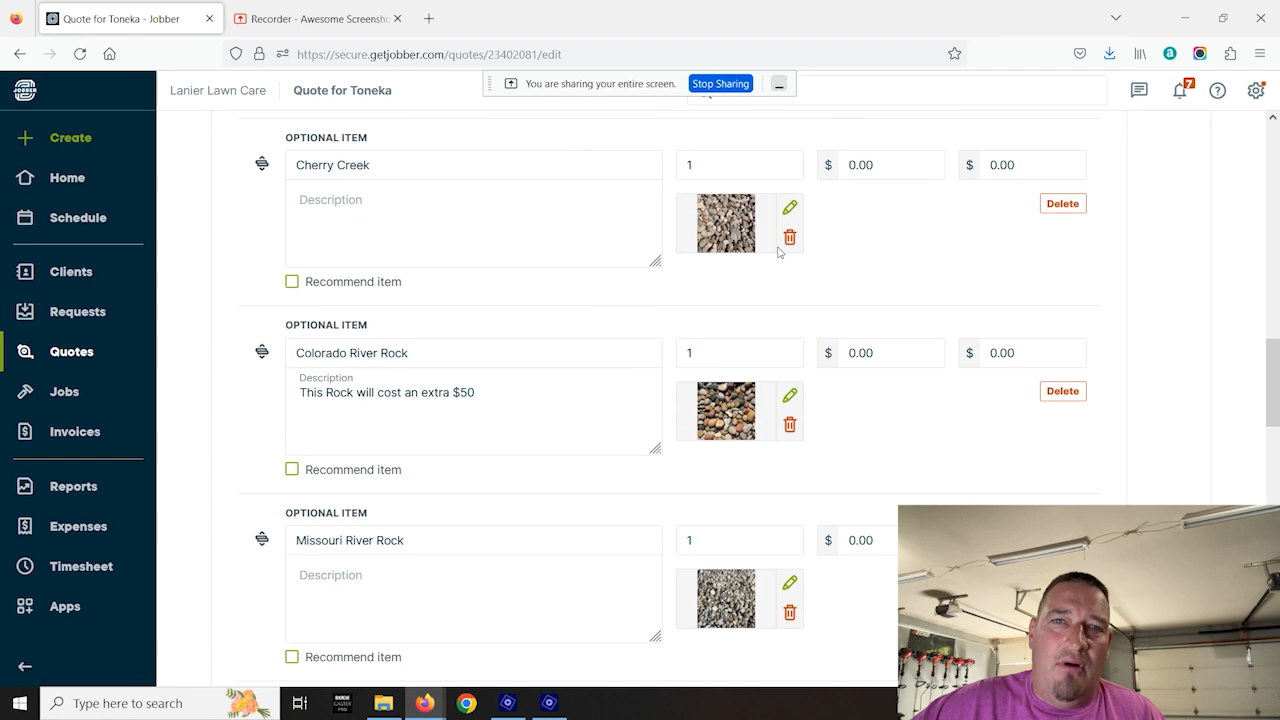 Quote for Toneka - Jobber
Recorder - Awesome Screensho
https://secure.getjobber.com/quotes/23402081/edit
JOBBER
Lanier Lawn Care
Quote for Toneka
You are sharing your entire screen.
Stop Sharing
7
Create
Home
Schedule
Clients
Requests
Quotes
Jobs
Invoices
Reports
Expenses
Timesheet
Apps
OPTIONAL ITEM
Cherry Creek
1
$ 0.00
$ 0.00
Description
Delete
Recommend item
OPTIONAL ITEM
Colorado River Rock
1
$ 0.00
$ 0.00
Description
This Rock will cost an extra $50
Delete
Recommend item
OPTIONAL ITEM
Missouri River Rock
1
$ 0.00
Description
Recommend item
Type here to search